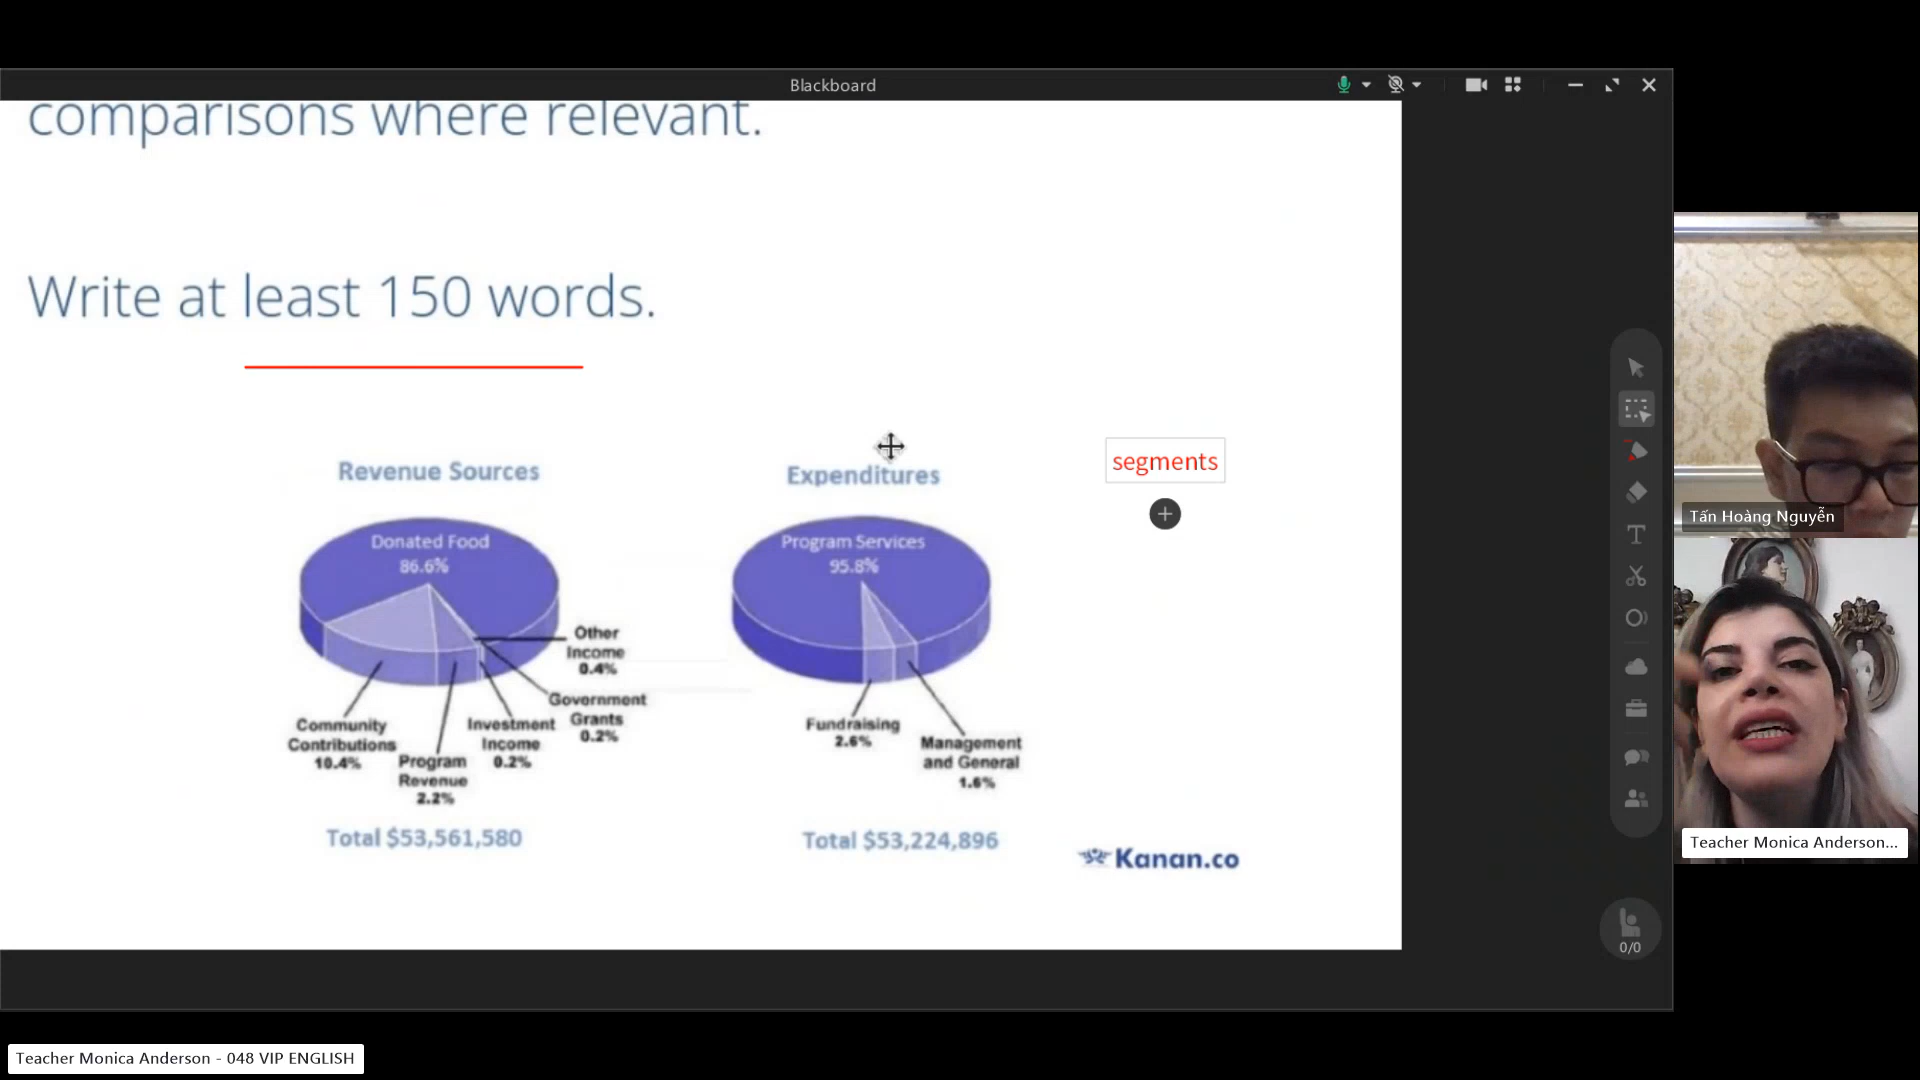 Blackboard
comparisons where relevant.
Write at least 150 words.
Revenue Sources
Donated Food
86.6%
Other
Income
0.4%
Government
Grants
0.2%
Investment
Income
0.2%
Program
Revenue
2.2%
Community
Contributions
10.4%
Total $53,561,580
Expenditures
Program Services
95.8%
Fundraising
2.6%
Management
and General
1.6%
Total $53,224,896
segments
Kanan.co
T
0/0
Tấn Hoàng Nguyễn
Teacher Monica Anderson...
Teacher Monica Anderson - 048 VIP ENGLISH